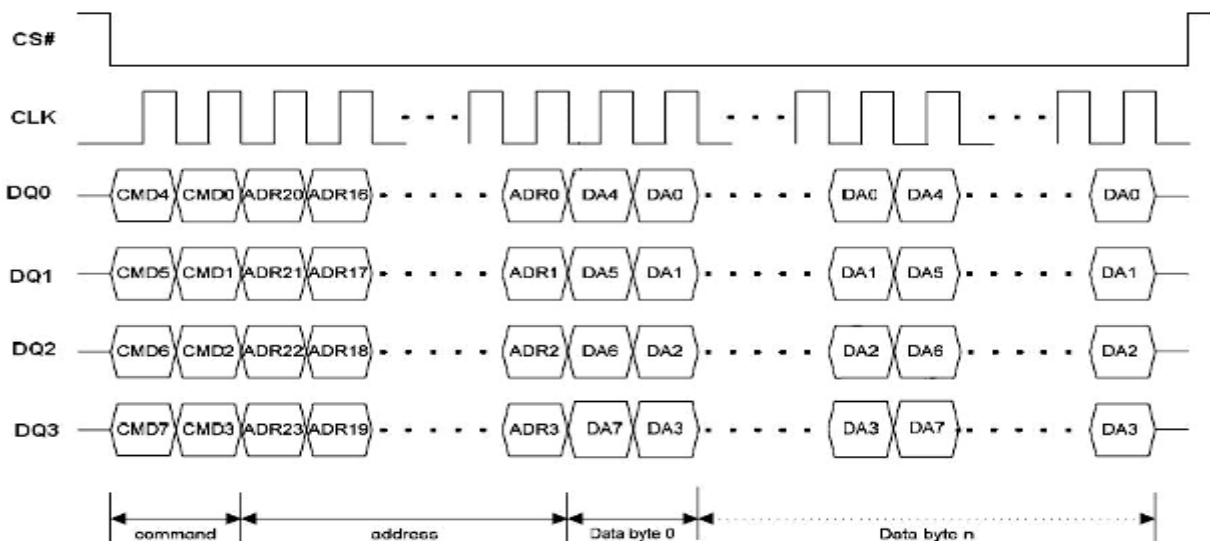 CS#
CLK
DQ0 CMD4 CMD0 ADR20 ADR16 ADR0 DA4 DA0 DA0 DA4 DA0
DQ1 CMD5 CMD1 ADR21 ADR17 ADR1 DA5 DA1 DA1 DA5 DA1
DQ2 CMD6 CMD2 ADR22 ADR18 ADR2 DA6 DA2 DA2 DA6 DA2
DQ3 CMD7 CMD3 ADR23 ADR19 ADR3 DA7 DA3 DA3 DA7 DA3
command address Data byte 0 Data byte n